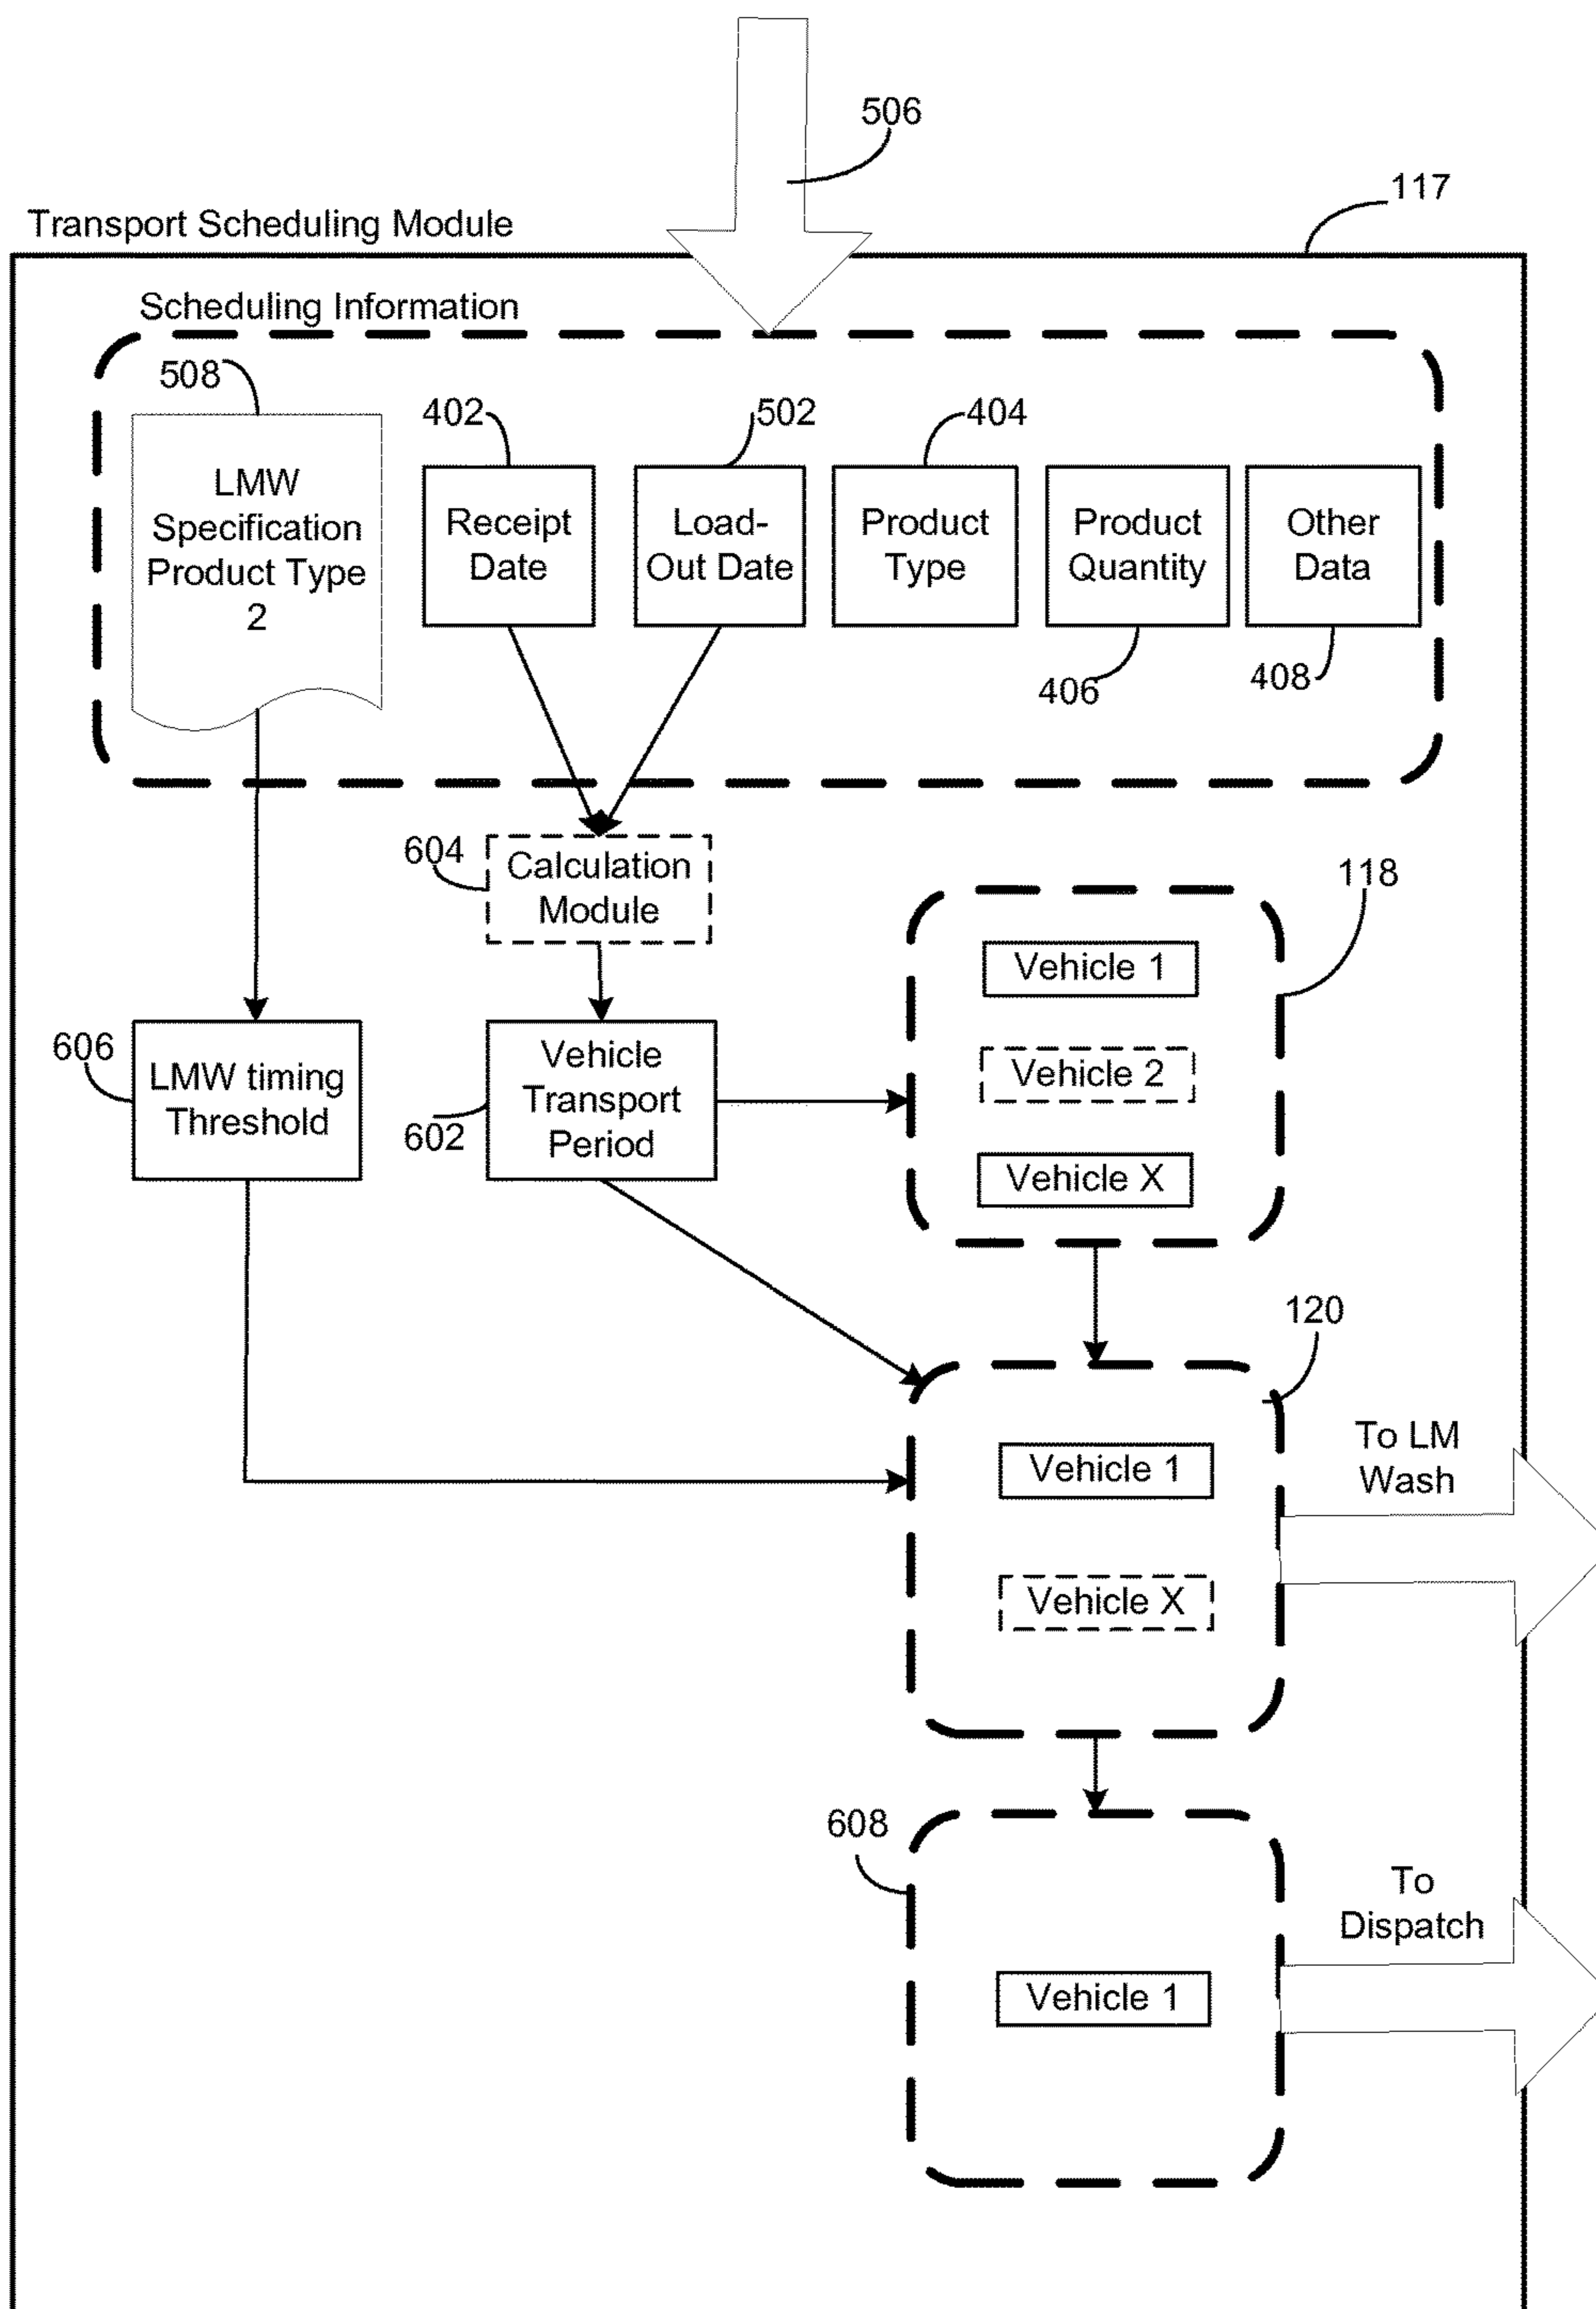 506
117
Transport Scheduling Module
Scheduling Information
508
402
502
404
LMW
Specification
Product Type
2
Receipt
Date
Load-
Out Date
Product
Type
Product
Quantity
Other
Data
406
408
604
Calculation
Module
118
Vehicle 1
Vehicle 2
Vehicle X
606
LMW timing
Threshold
602
Vehicle
Transport
Period
120
To LM
Wash
Vehicle 1
Vehicle X
608
To
Dispatch
Vehicle 1